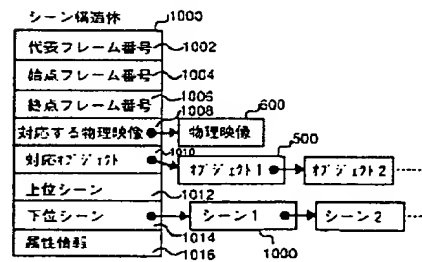 シーン構造体 1000
代表フレーム番号 1002
始点フレーム番号 1004
終点フレーム番号 1006
対応する物理映像 1008 物理映像 600
対応オブジェクト 1010 オブジェクト1 500 オブジェクト2
上位シーン 1012
下位シーン 1014 シーン1 1000 シーン2
属性情報 1016